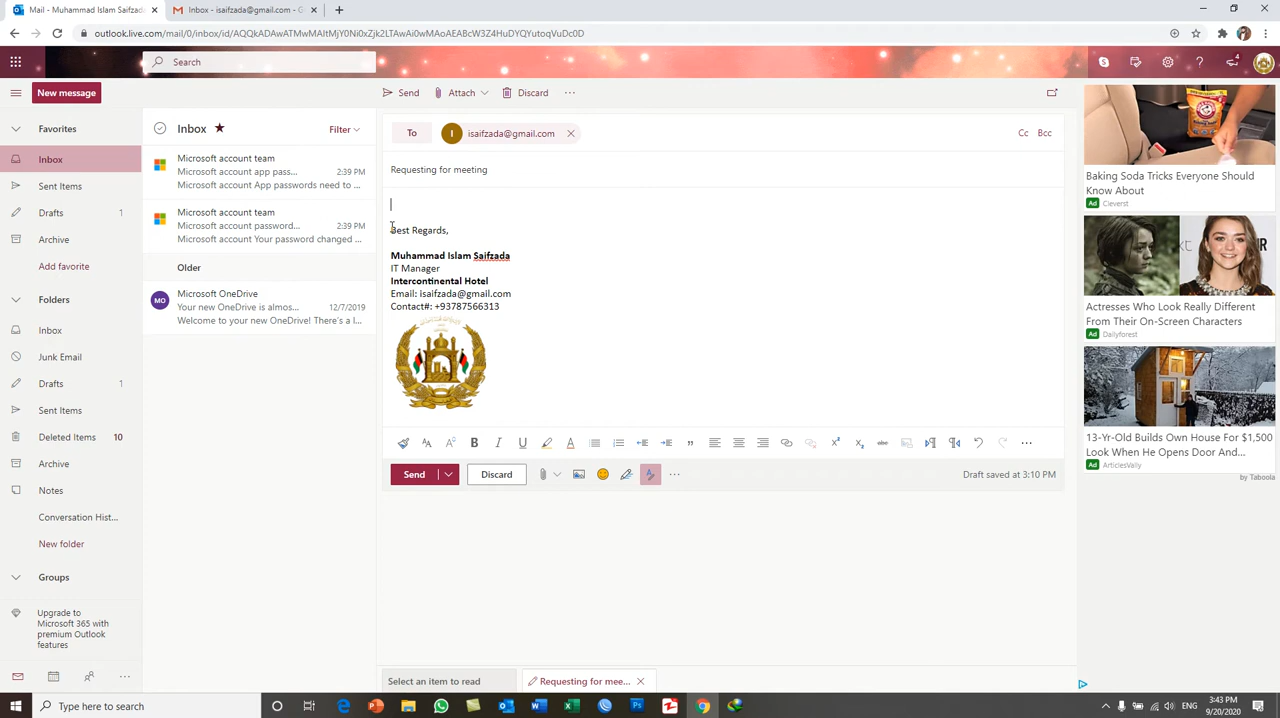 Mail - Muhammad Islam Saifzada
Inbox - isaifzada@gmail.com - G
outlook.live.com/mail/0/inbox/id/AQQkADAwATMwMAItMjY0Ni0xZjk2LTAwAi0wMAoAEABcW3Z4HuDYQYutoqVuDc0D
Search
New message
Send
Attach
Discard
Favorites
Inbox
Sent Items
Drafts 1
Archive
Add favorite
Folders
Inbox
Junk Email
Drafts 1
Sent Items
Deleted Items 10
Archive
Notes
Conversation Hist...
New folder
Groups
Upgrade to
Microsoft 365 with
premium Outlook
features
Inbox
Filter
Microsoft account team
Microsoft account app pass... 2:39 PM
Microsoft account App passwords need to ...
Microsoft account team
Microsoft account password... 2:39 PM
Microsoft account Your password changed ...
Older
MO
Microsoft OneDrive
Your new OneDrive is almos... 12/7/2019
Welcome to your new OneDrive! There's a l...
To
I
isaifzada@gmail.com
Cc Bcc
Requesting for meeting
Best Regards,
Muhammad Islam Saifzada
IT Manager
Intercontinental Hotel
Email: Isaifzada@gmail.com
Contact#: +93787566313
Send
Discard
Draft saved at 3:10 PM
Select an item to read
Requesting for mee...
Baking Soda Tricks Everyone Should
Know About
Ad Cleverst
Actresses Who Look Really Different
From Their On-Screen Characters
Ad Dailyforest
13-Yr-Old Builds Own House For $1,500
Look When He Opens Door And...
Ad ArticlesVally
by Taboola
Type here to search
ENG
3:43 PM
9/20/2020